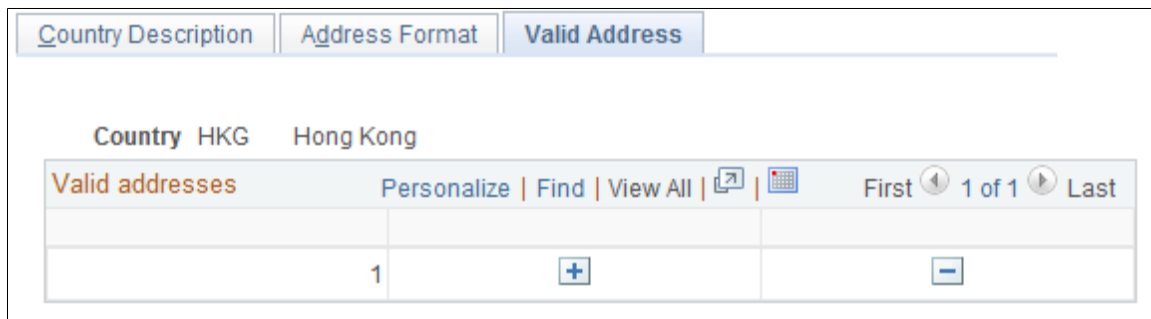 Country Description Address Format Valid Address
Country HKG Hong Kong
Valid addresses Personalize | Find | View All | | First 1 of 1 Last
1